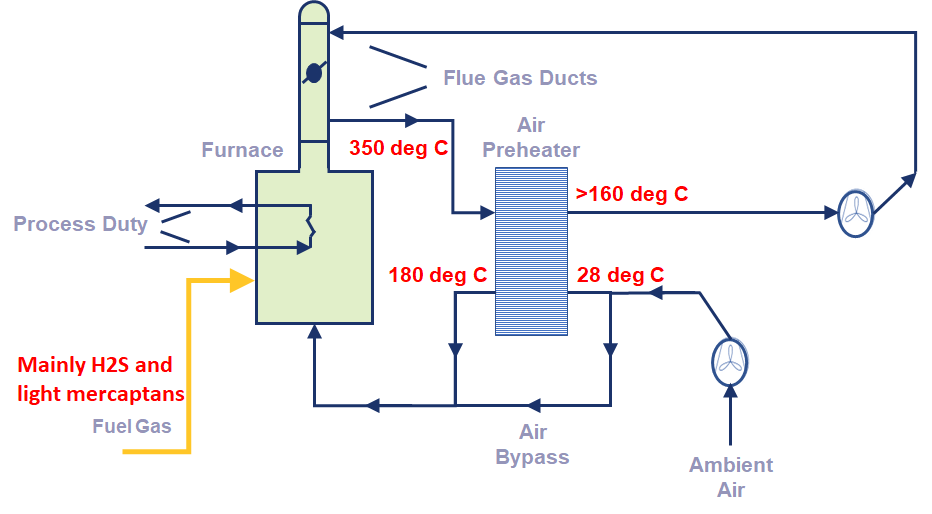 Flue Gas Ducts
Air
Preheater
Furnace
350 deg C
>160 deg C
Process Duty
180 deg C
28 deg C
Mainly H2S and
light mercaptans
Fuel Gas
Air
Bypass
Ambient
Air